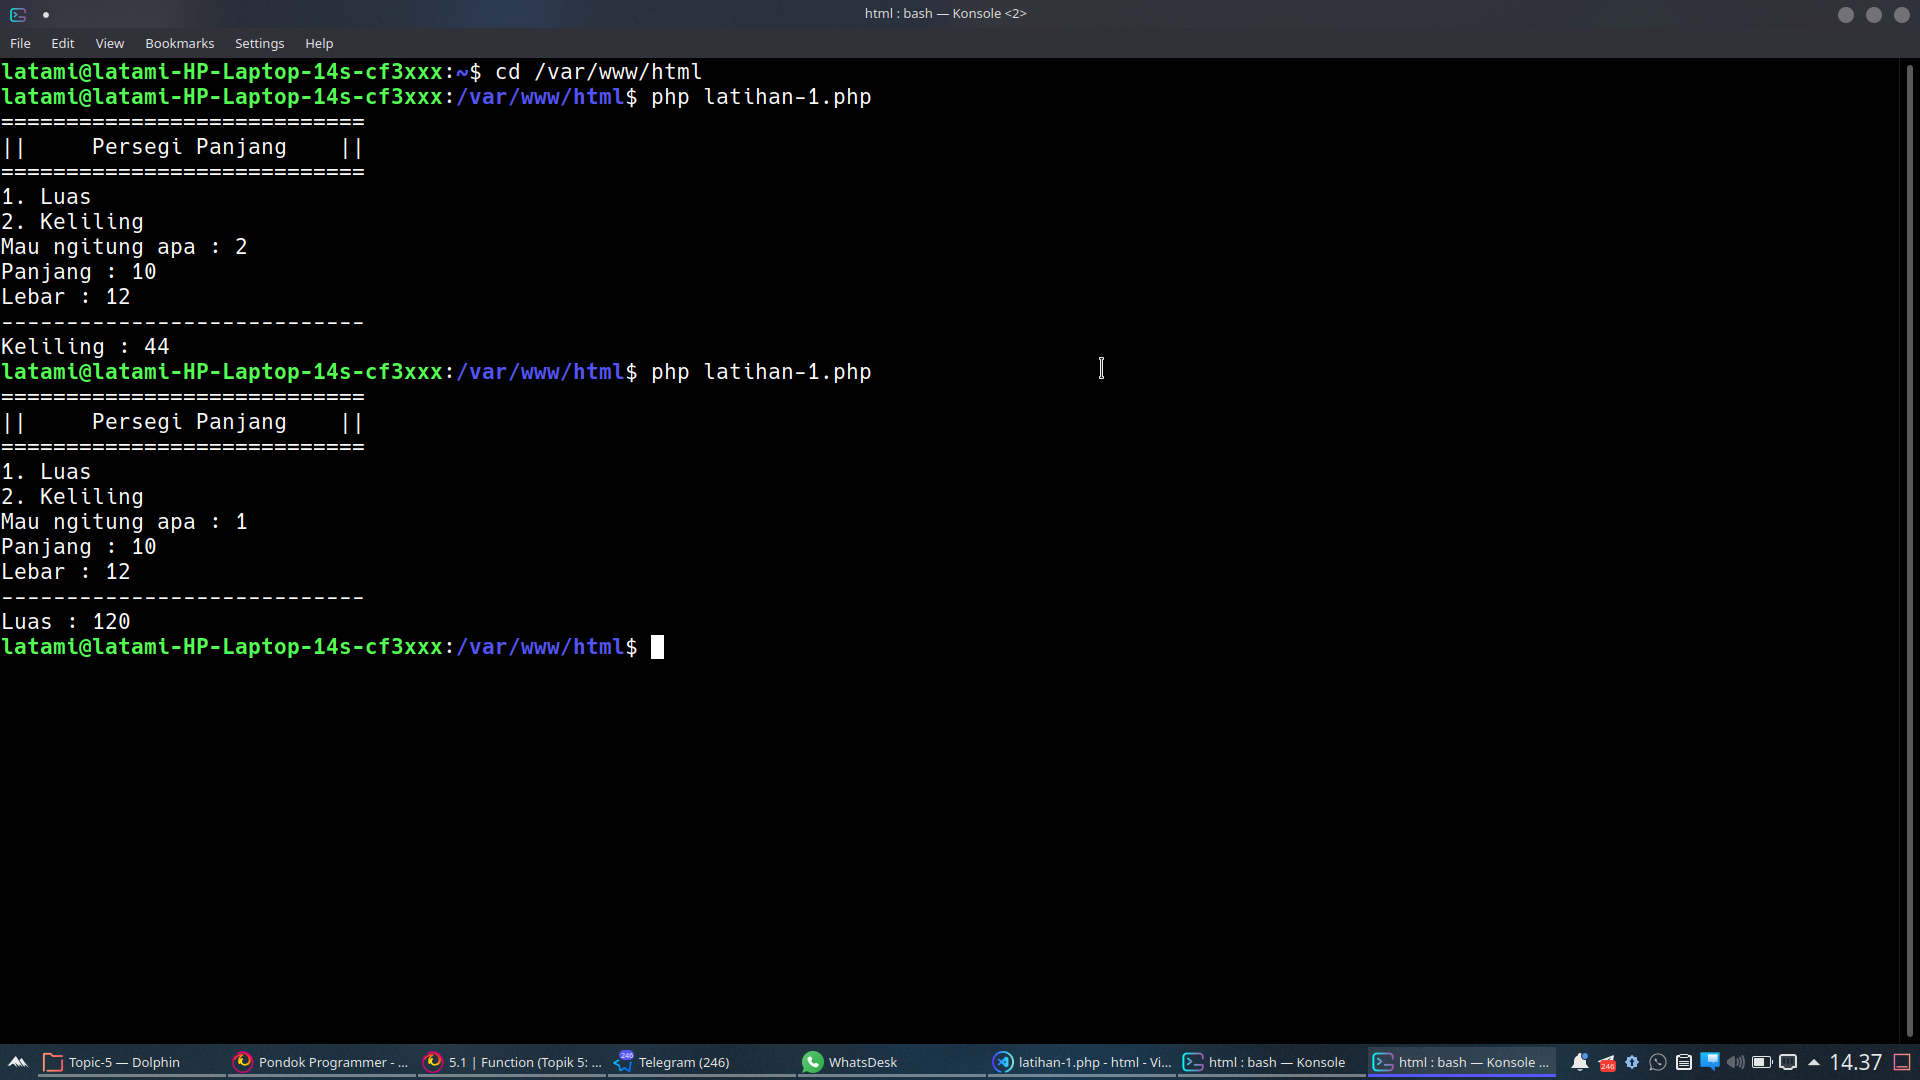 html : bash — Konsole <2>
File Edit View Bookmarks Settings Help
latami@latami-HP-Laptop-14s-cf3xxx:~$ cd /var/www/html
latami@latami-HP-Laptop-14s-cf3xxx:/var/www/html$ php latihan-1.php
============================
||     Persegi Panjang    ||
============================
1. Luas
2. Keliling
Mau ngitung apa : 2
Panjang : 10
Lebar : 12
----------------------------
Keliling : 44
latami@latami-HP-Laptop-14s-cf3xxx:/var/www/html$ php latihan-1.php
============================
||     Persegi Panjang    ||
============================
1. Luas
2. Keliling
Mau ngitung apa : 1
Panjang : 10
Lebar : 12
----------------------------
Luas : 120
latami@latami-HP-Laptop-14s-cf3xxx:/var/www/html$
Topic-5 — Dolphin Pondok Programmer - ... 5.1 | Function (Topik 5: ... 246 Telegram (246) WhatsDesk latihan-1.php - html - Vi... html : bash — Konsole html : bash — Konsole ... 246 14.37